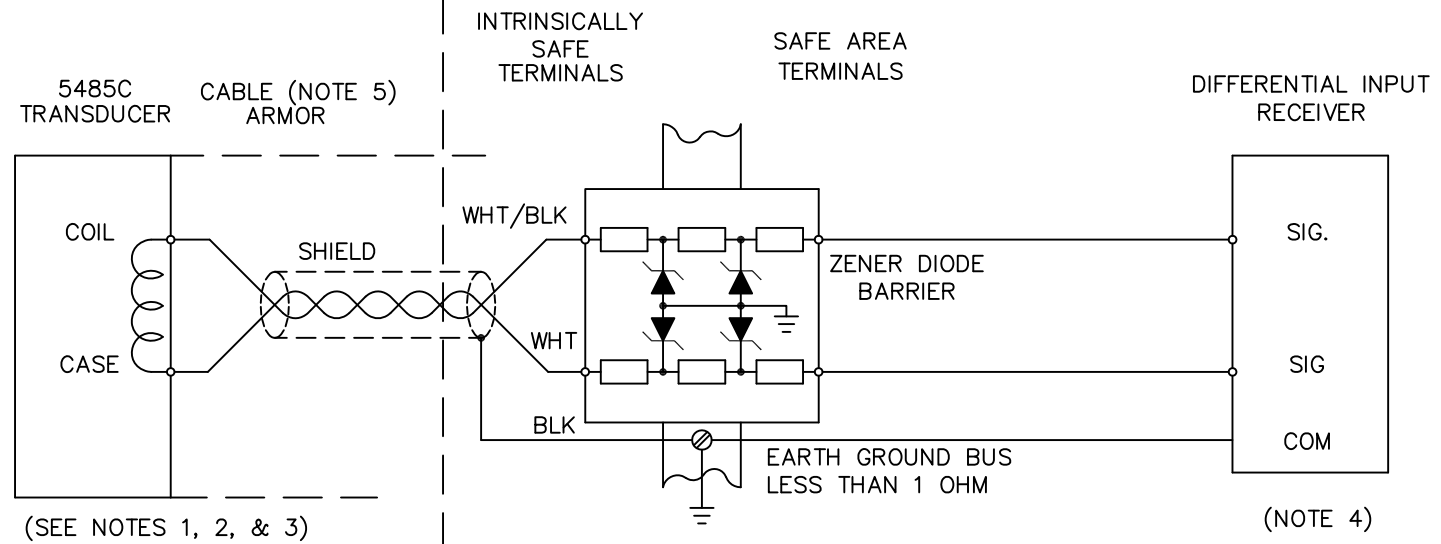 INTRINSICALLY
SAFE
TERMINALS
SAFE AREA
TERMINALS
5485C
TRANSDUCER
CABLE (NOTE 5)
ARMOR
DIFFERENTIAL INPUT
RECEIVER
COIL
CASE
SHIELD
WHT/BLK
WHT
BLK
ZENER DIODE
BARRIER
EARTH GROUND BUS
LESS THAN 1 OHM
SIG.
SIG
COM
(SEE NOTES 1, 2, & 3)
(NOTE 4)